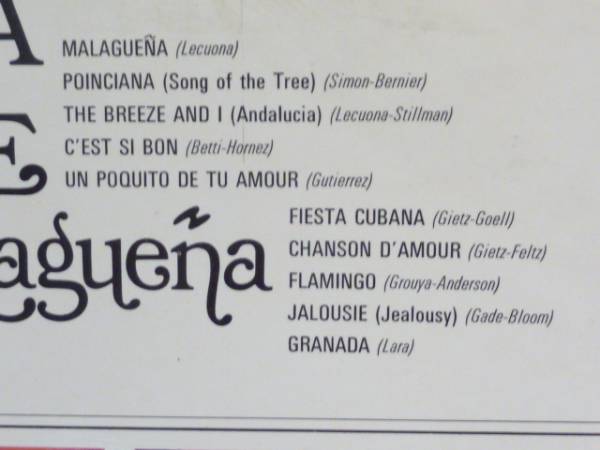 A
MALAGUEÑA (Lecuona)
POINCIANA (Song of the Tree) (Simon-Bernier)
THE BREEZE AND I (Andalucia) (Lecuona-Stillman)
C'EST SI BON (Betti-Hornez)
E
UN POQUITO DE TU AMOUR (Gutierrez)
agueña
FIESTA CUBANA (Gietz-Goell)
CHANSON D'AMOUR (Gietz-Feltz)
FLAMINGO (Grouya-Anderson)
JALOUSIE (Jealousy) (Gade-Bloom)
GRANADA (Lara)